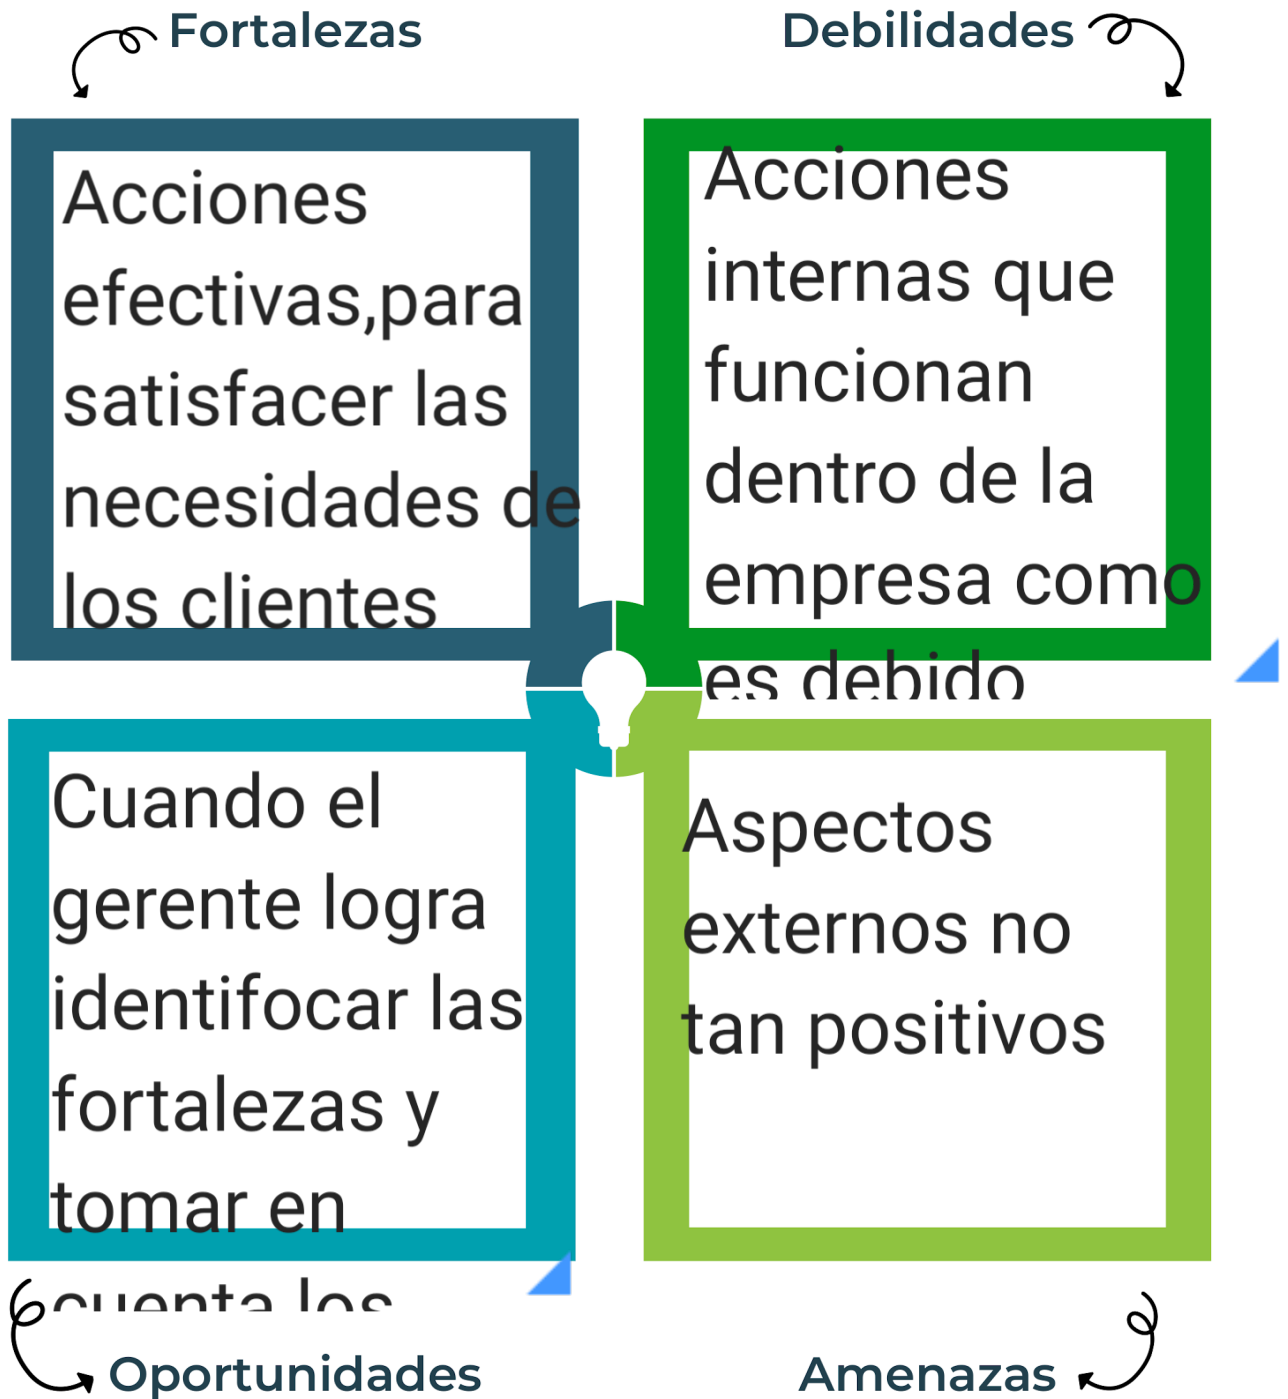 Fortalezas
Debilidades
Acciones
efectivas,para
satisfacer las
necesidades de
los clientes
Acciones
internas que
funcionan
dentro de la
empresa como
es debido
Cuando el
gerente logra
identifocar las
fortalezas y
tomar en
cuenta los
Aspectos
externos no
tan positivos
Oportunidades
Amenazas